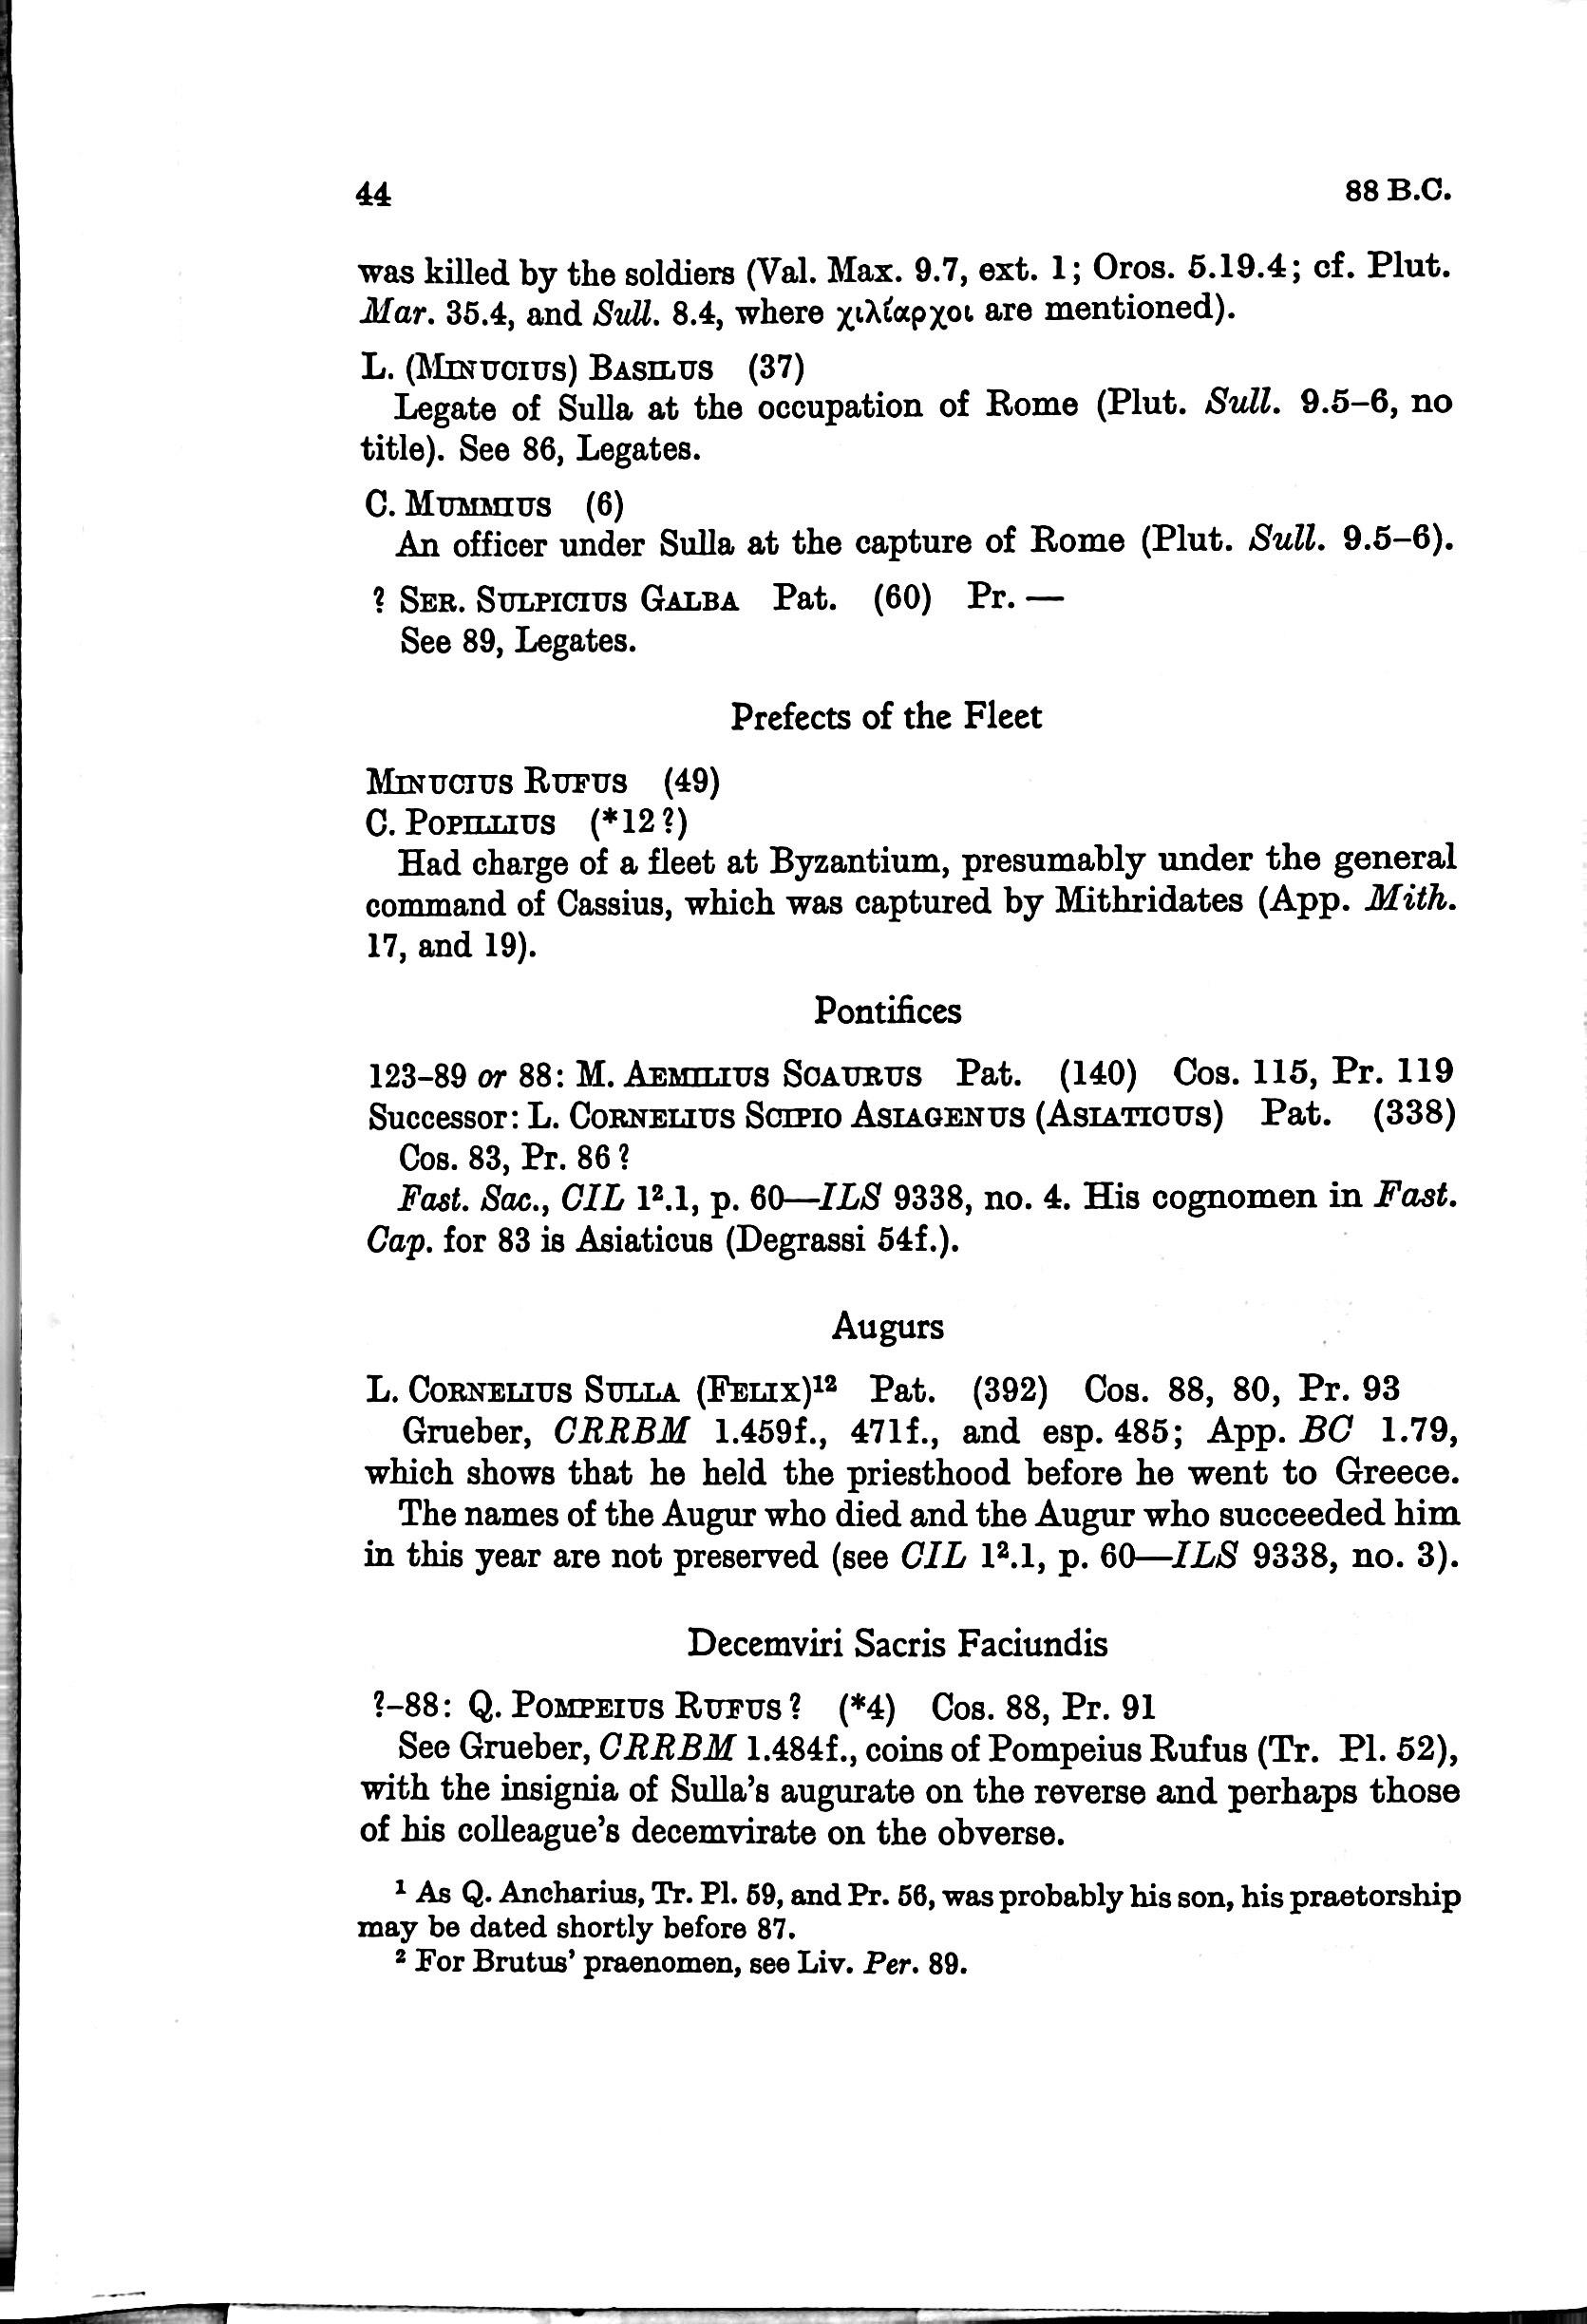 44 88 B.C.
was killed by the soldiers (Val. Max. 9.7, ext. 1; Oros. 5.19.4; cf. Plut.
Mar. 35.4, and Sull. 8.4, where χιλίαρχοι are mentioned).
L. (Minucius) Basilus (37)
Legate of Sulla at the occupation of Rome (Plut. Sull. 9.5–6, no
title). See 86, Legates.
C. Mummius (6)
An officer under Sulla at the capture of Rome (Plut. Sull. 9.5–6).
? Ser. Sulpicius Galba Pat. (60) Pr. —
See 89, Legates.
Prefects of the Fleet
Minucius Rufus (49)
C. Popillius (*12?)
Had charge of a fleet at Byzantium, presumably under the general
command of Cassius, which was captured by Mithridates (App. Mith.
17, and 19).
Pontifices
123–89 or 88: M. Aemilius Scaurus Pat. (140) Cos. 115, Pr. 119
Successor: L. Cornelius Scipio Asiagenus (Asiaticus) Pat. (338)
Cos. 83, Pr. 86?
Fast. Sac., CIL 1².1, p. 60—ILS 9338, no. 4. His cognomen in Fast.
Cap. for 83 is Asiaticus (Degrassi 54f.).
Augurs
L. Cornelius Sulla (Felix)¹² Pat. (392) Cos. 88, 80, Pr. 93
Grueber, CRRBM 1.459f., 471f., and esp. 485; App. BC 1.79,
which shows that he held the priesthood before he went to Greece.
The names of the Augur who died and the Augur who succeeded him
in this year are not preserved (see CIL 1².1, p. 60—ILS 9338, no. 3).
Decemviri Sacris Faciundis
?–88: Q. Pompeius Rufus? (*4) Cos. 88, Pr. 91
See Grueber, CRRBM 1.484f., coins of Pompeius Rufus (Tr. Pl. 52),
with the insignia of Sulla's augurate on the reverse and perhaps those
of his colleague's decemvirate on the obverse.
¹ As Q. Ancharius, Tr. Pl. 59, and Pr. 56, was probably his son, his praetorship
may be dated shortly before 87.
² For Brutus' praenomen, see Liv. Per. 89.